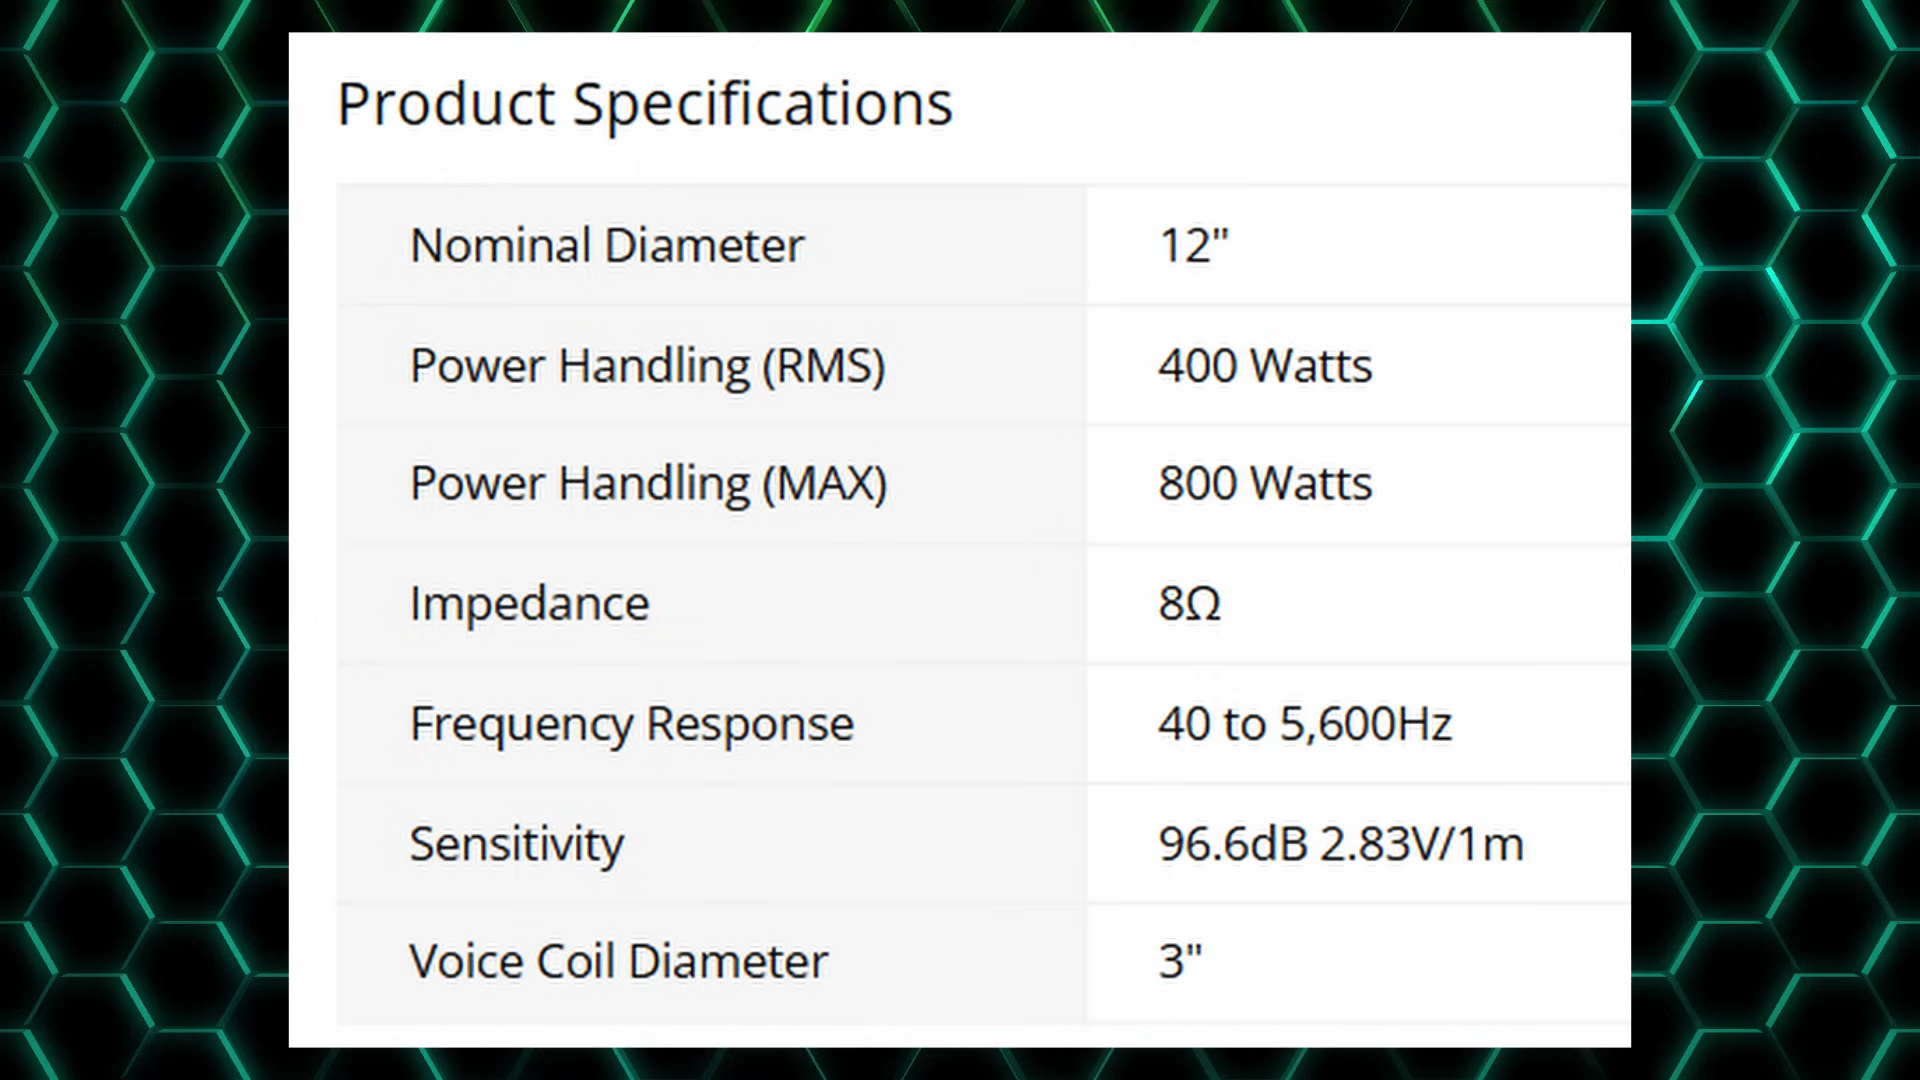 Product Specifications
Nominal Diameter 12"
Power Handling (RMS) 400 Watts
Power Handling (MAX) 800 Watts
Impedance 8Ω
Frequency Response 40 to 5,600Hz
Sensitivity 96.6dB 2.83V/1m
Voice Coil Diameter 3"